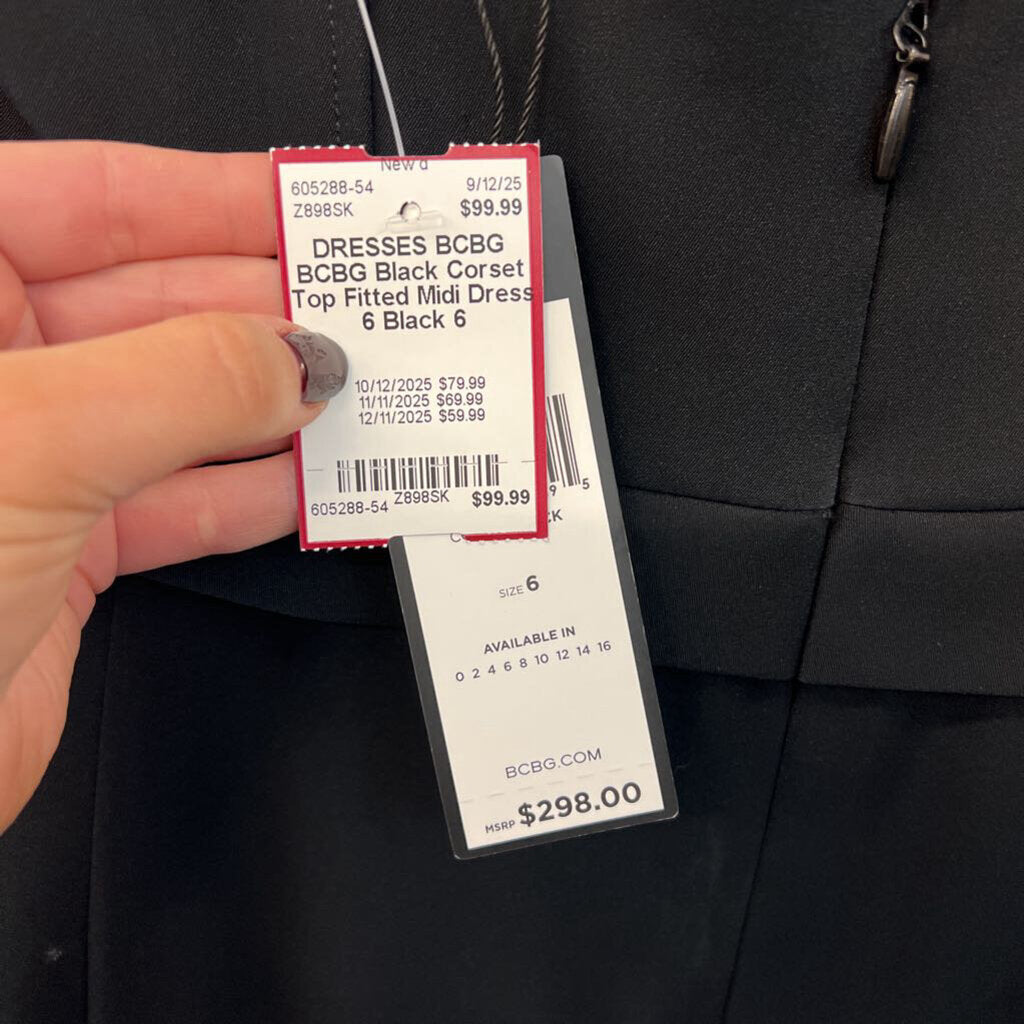 New
605288-54 9/12/25
Z898SK $99.99
DRESSES BCBG
BCBG Black Corset
Top Fitted Midi Dress
6 Black 6
10/12/2025 $79.99
11/11/2025 $69.99
12/11/2025 $59.99
605288-54 Z898SK $99.99
9 5
SIZE 6
AVAILABLE IN
0 2 4 6 8 10 12 14 16
BCBG.COM
MSRP $298.00